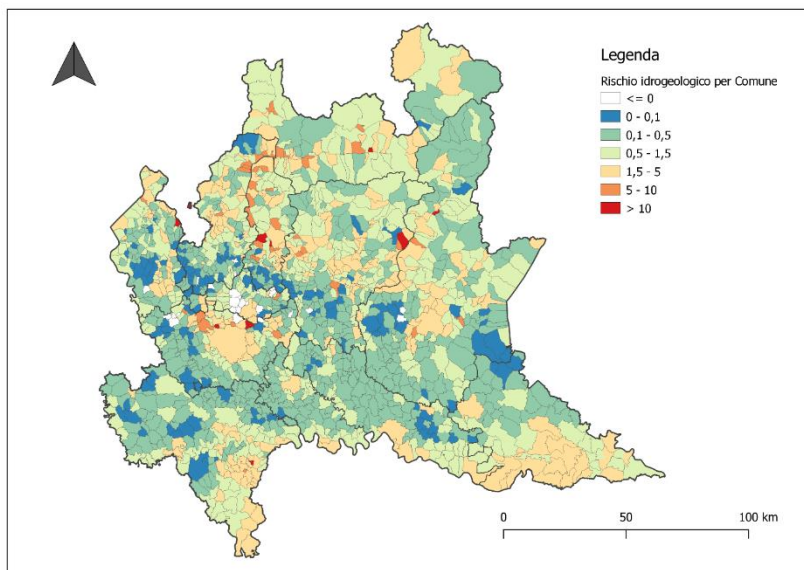 Legenda
Rischio idrogeologico per Comune
<= 0
0 - 0,1
0,1 - 0,5
0,5 - 1,5
1,5 - 5
5 - 10
> 10
0 50 100 km